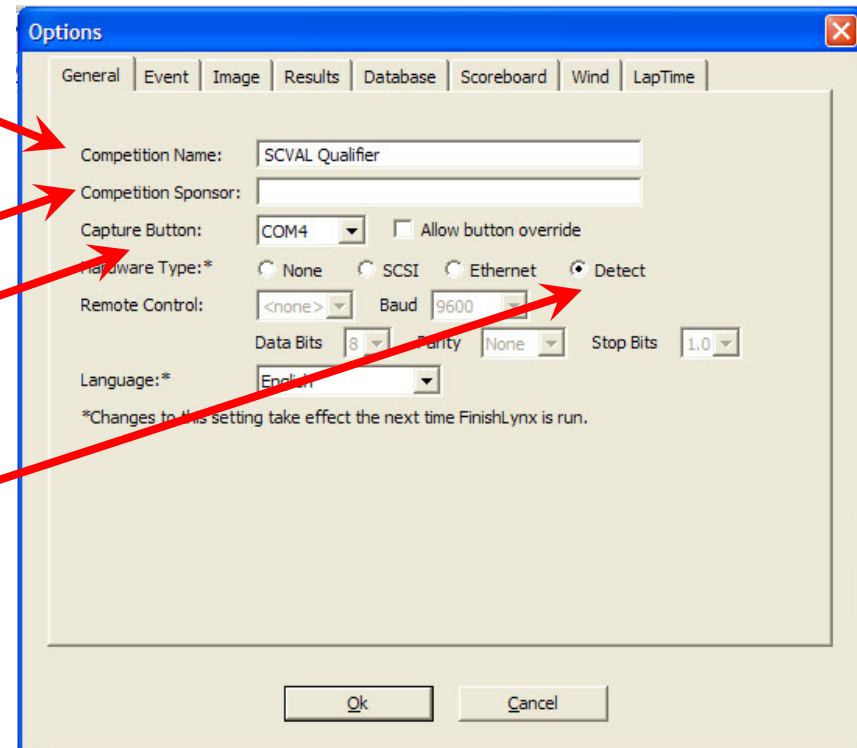 Options
General Event Image Results Database Scoreboard Wind LapTime
Competition Name: SCVAL Qualifier
Competition Sponsor:
Capture Button: COM4 Allow button override
Hardware Type:* None SCSI Ethernet Detect
Remote Control: <none> Baud 9600
Data Bits 8 Parity None Stop Bits 1.0
Language:* English
*Changes to this setting take effect the next time FinishLynx is run.
Ok Cancel